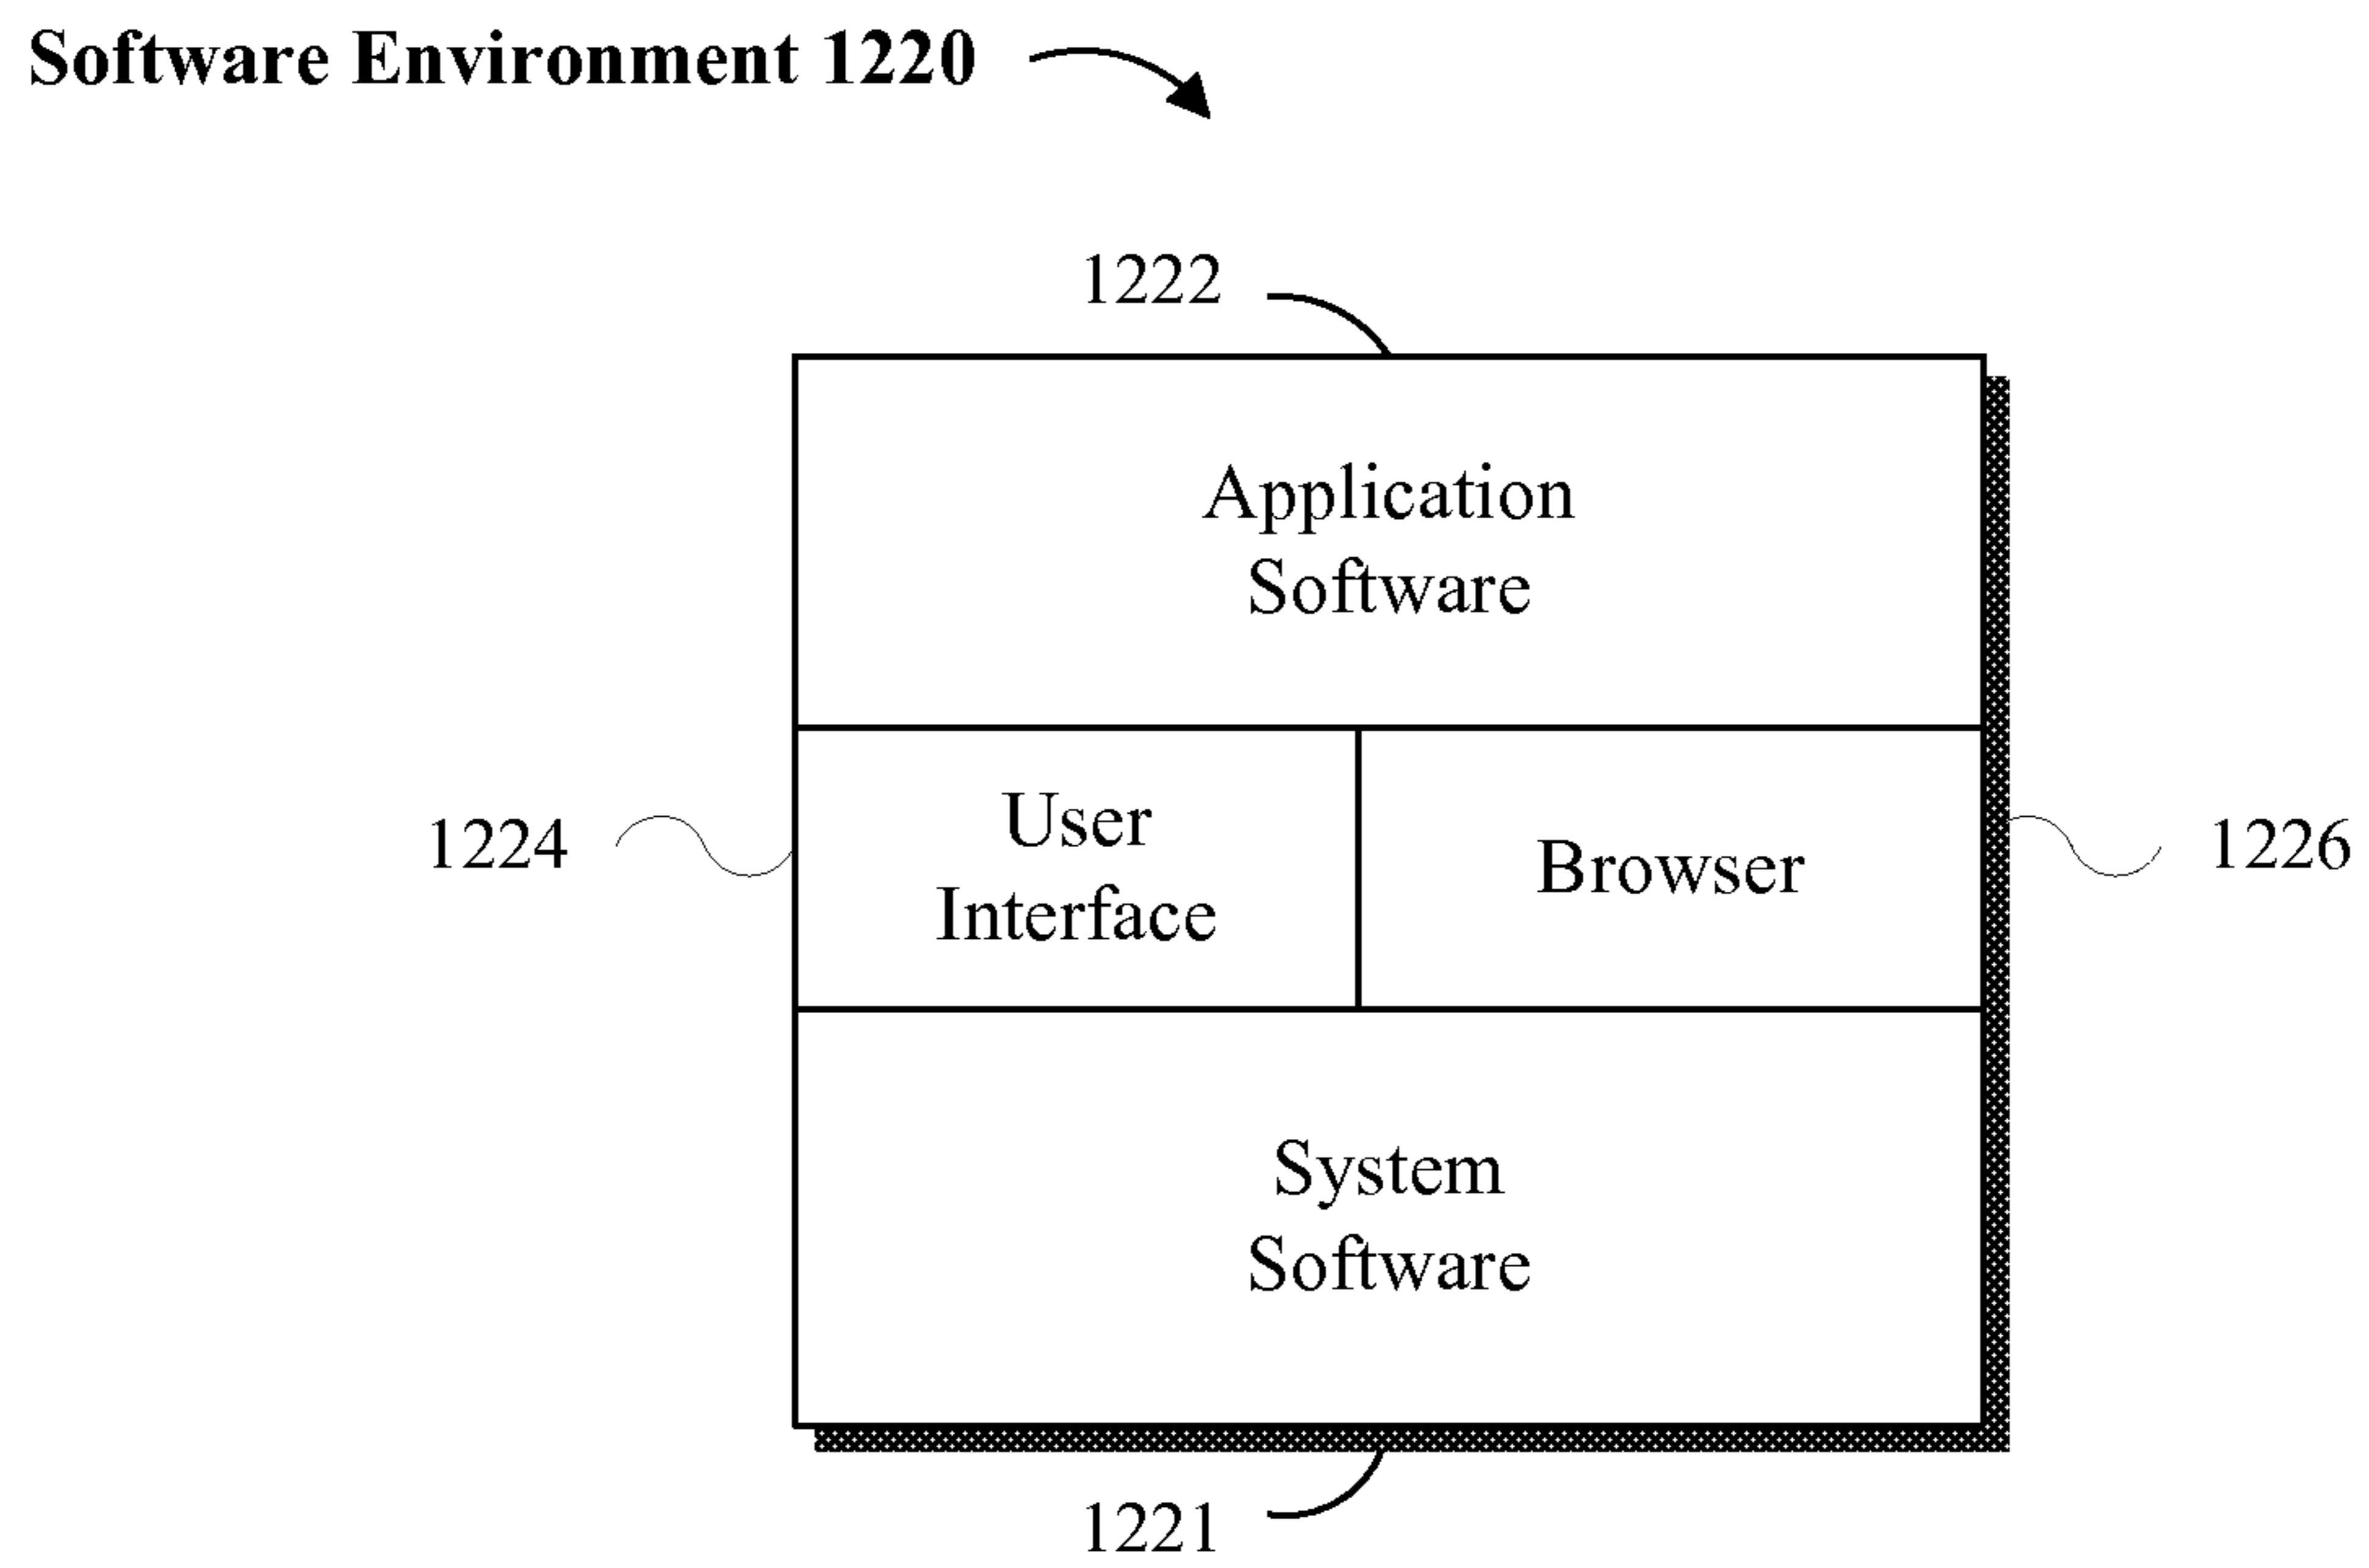 Software Environment 1220
1222
Application
Software
1224
User
Interface
Browser
1226
System
Software
1221